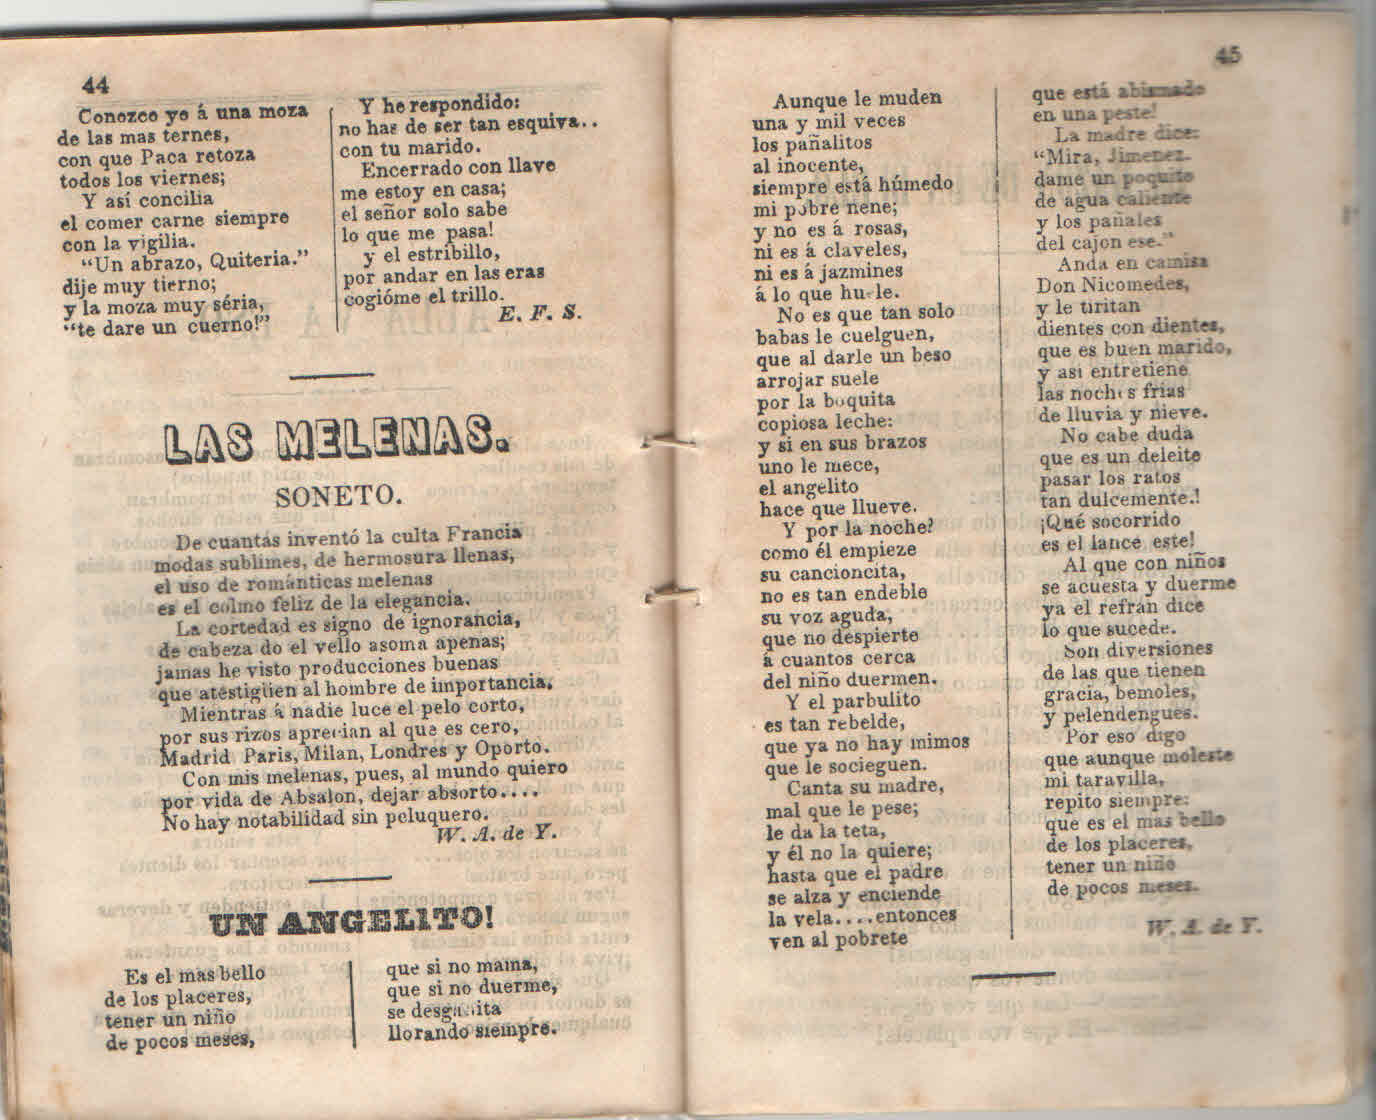 44
Conozco yo á una moza
de las mas ternes,
con que Paca retoza
todos los viernes;
Y así concilia
el comer carne siempre
con la vigilia.
“Un abrazo, Quiteria.”
dije muy tierno;
y la moza muy séria,
“te dare un cuerno!”
Y he respondido:
no has de ser tan esquiva..
con tu marido.
Encerrado con llave
me estoy en casa;
el señor solo sabe
lo que me pasa!
y el estribillo,
por andar en las eras
cogióme el trillo.
E. F. S.
LAS MELENAS.
SONETO.
De cuantas inventó la culta Francia
modas sublimes, de hermosura llenas,
el uso de románticas melenas
es el colmo feliz de la elegancia.
La cortedad es signo de ignorancia,
de cabeza do el vello asoma apenas;
jamas he visto producciones buenas
que atestigüen al hombre de importancia.
Mientras á nadie luce el pelo corto,
por sus rizos aprecian al que es cero,
Madrid Paris, Milan, Londres y Oporto.
Con mis melenas, pues, al mundo quiero
por vida de Absalon, dejar absorto....
No hay notabilidad sin peluquero.
W. A. de Y.
UN ANGELITO!
Es el mas bello
de los placeres,
tener un niño
de pocos meses,
que si no mama,
que si no duerme,
se desgañita
llorando siempre.
45
Aunque le muden
una y mil veces
los pañalitos
al inocente,
siempre está húmedo
mi pobre nene;
y no es á rosas,
ni es á claveles,
ni es á jazmines
á lo que huele.
No es que tan solo
babas le cuelguen,
que al darle un beso
arrojar suele
por la boquita
copiosa leche:
y si en sus brazos
uno le mece,
el angelito
hace que llueve.
Y por la noche?
como él empieze
su cancioncita,
no es tan endeble
su voz aguda,
que no despierte
á cuantos cerca
del niño duermen.
Y el parbulito
es tan rebelde,
que ya no hay mimos
que le socieguen.
Canta su madre,
mal que le pese;
le da la teta,
y él no la quiere;
hasta que el padre
se alza y enciende
la vela....entonces
ven al pobrete
que está abismado
en una peste!
La madre dice:
“Mira, Jimenez.
dame un poquito
de agua caliente
y los pañales
del cajon ese.”
Anda en camisa
Don Nicomedes,
y le tiritan
dientes con dientes,
que es buen marido,
y asi entretiene
las noches frias
de lluvia y nieve.
No cabe duda
que es un deleite
pasar los ratos
tan dulcemente.!
¡Qué socorrido
es el lance este!
Al que con niños
se acuesta y duerme
ya el refran dice
lo que sucede.
Son diversiones
de las que tienen
gracia, bemoles,
y pelendengues.
Por eso digo
que aunque moleste
mi taravilla,
repito siempre:
que es el mas bello
de los placeres,
tener un niño
de pocos meses.
W. A. de Y.